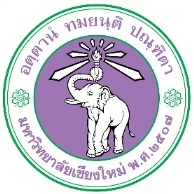 อตฺตานํ ทมยนฺติ ปณฺฑิตา
มหาวิทยาลัยเชียงใหม่ พ.ศ.๒๕๐๗